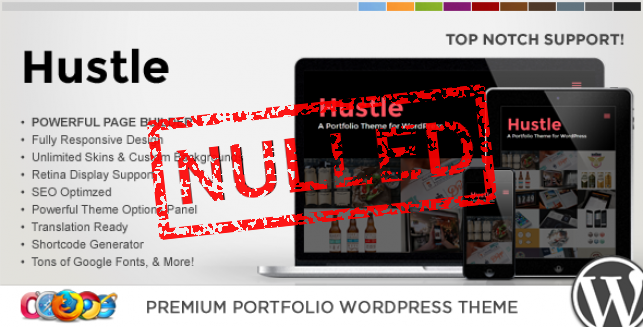 TOP NOTCH SUPPORT!
Hustle
• POWERFUL PAGE BUILDER
• Fully Responsive Design
• Unlimited Skins & Custom Backgrounds
• Retina Display Support
• SEO Optimzed
• Powerful Theme Options Panel
• Translation Ready
• Shortcode Generator
• Tons of Google Fonts, & More!
NULLED
Hustle
A Portfolio Theme for WordPress
Hustle
A Portfolio Theme for WordPress
PREMIUM PORTFOLIO WORDPRESS THEME